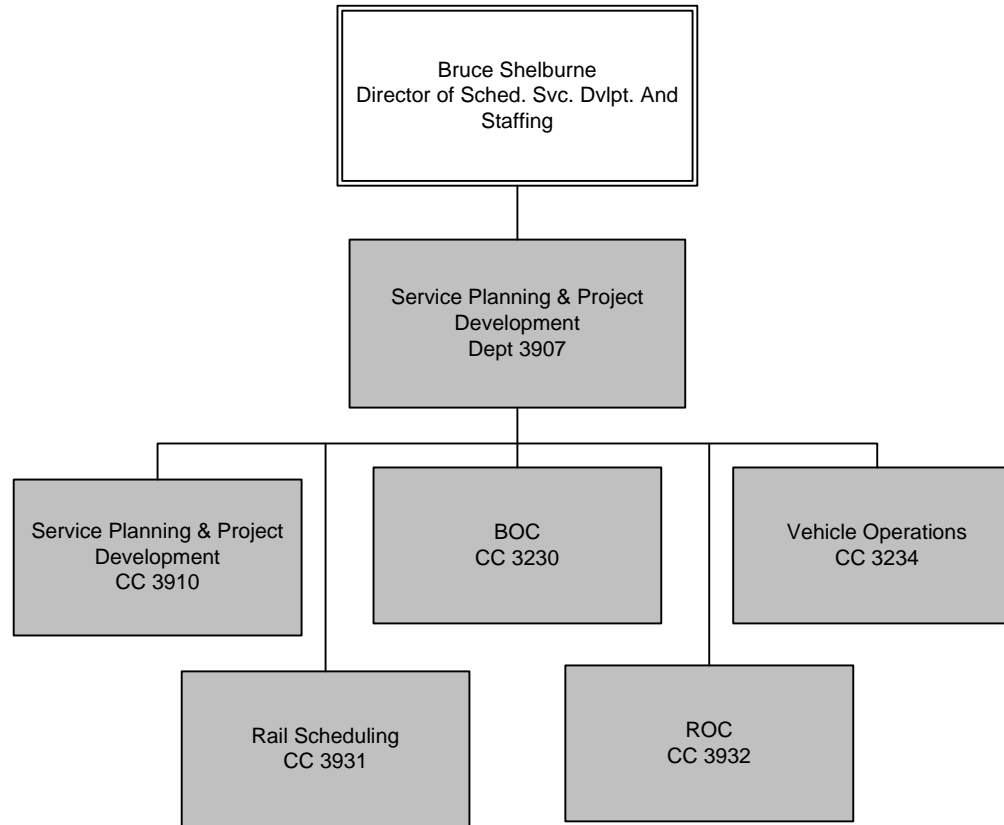 Bruce Shelburne
Director of Sched. Svc. Dvlpt. And
Staffing
Service Planning & Project
Development
Dept 3907
Service Planning & Project
Development
CC 3910
BOC
CC 3230
Vehicle Operations
CC 3234
Rail Scheduling
CC 3931
ROC
CC 3932